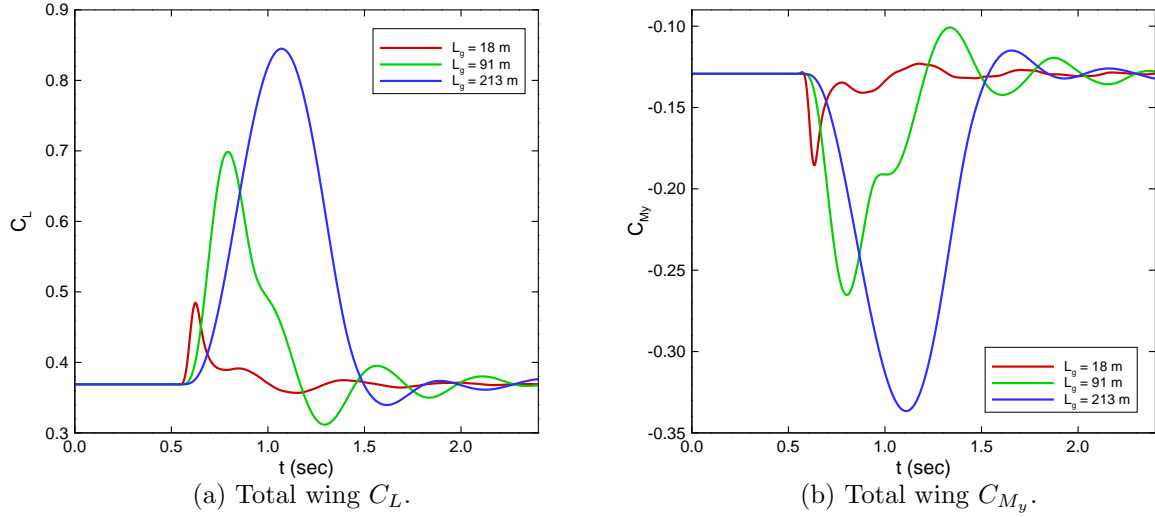 0.9
0.8
0.7
0.6
0.5
0.4
0.3
C_L
L_g = 18 m
L_g = 91 m
L_g = 213 m
0.0 0.5 1.0 1.5 2.0
t (sec)
(a) Total wing C_L.
-0.10
-0.15
-0.20
-0.25
-0.30
-0.35
C_My
L_g = 18 m
L_g = 91 m
L_g = 213 m
0.0 0.5 1.0 1.5 2.0
t (sec)
(b) Total wing C_{M_y}.